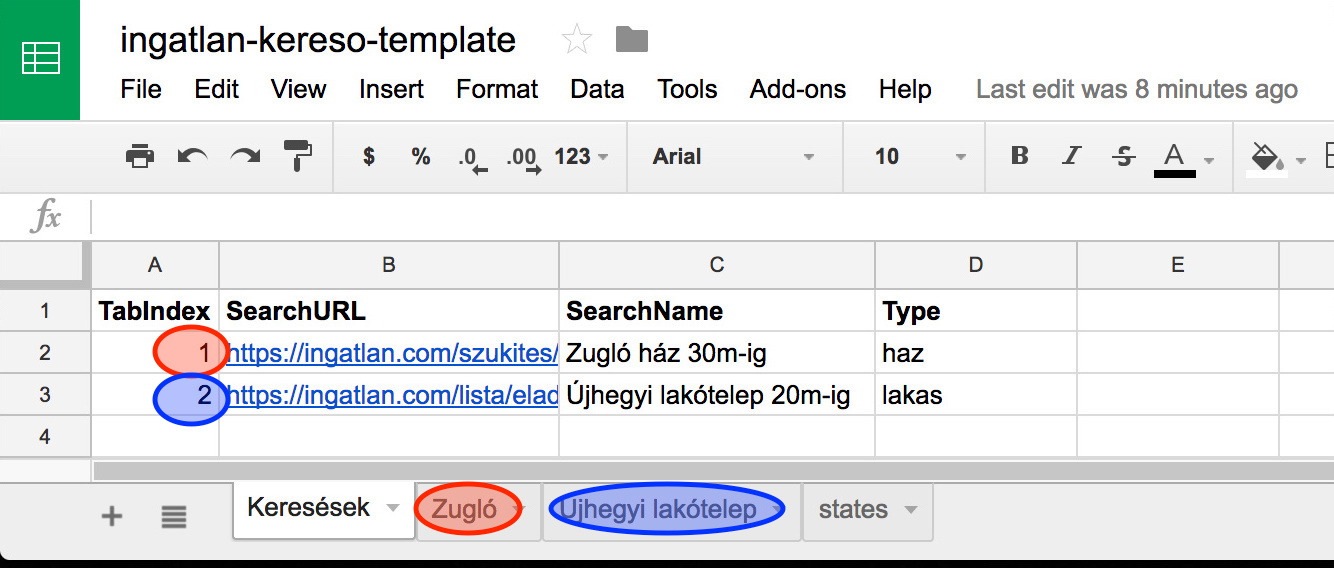 ingatlan-kereso-template
File Edit View Insert Format Data Tools Add-ons Help Last edit was 8 minutes ago
$ % .0 .00 123 Arial 10 B I S A
fx
A B C D E
1 TabIndex SearchURL SearchName Type
2 1 https://ingatlan.com/szukites/ Zugló ház 30m-ig haz
3 2 https://ingatlan.com/lista/elad Újhegyi lakótelep 20m-ig lakas
4
+ Keresések Zugló Újhegyi lakótelep states